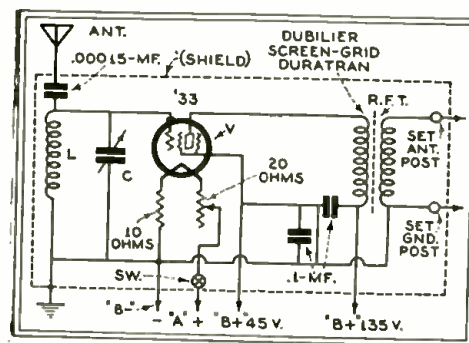 ANT.
.00015-MF.
(SHIELD)
DUBILIER
SCREEN-GRID
DURATRAN
'33
R.F.T.
V
L
C
SET
ANT.
POST
20
OHMS
10
OHMS
SET
GND.
POST
.1-MF.
SW.
"B-"
- "A" +
"B+" 45 V.
"B+" 135 V.